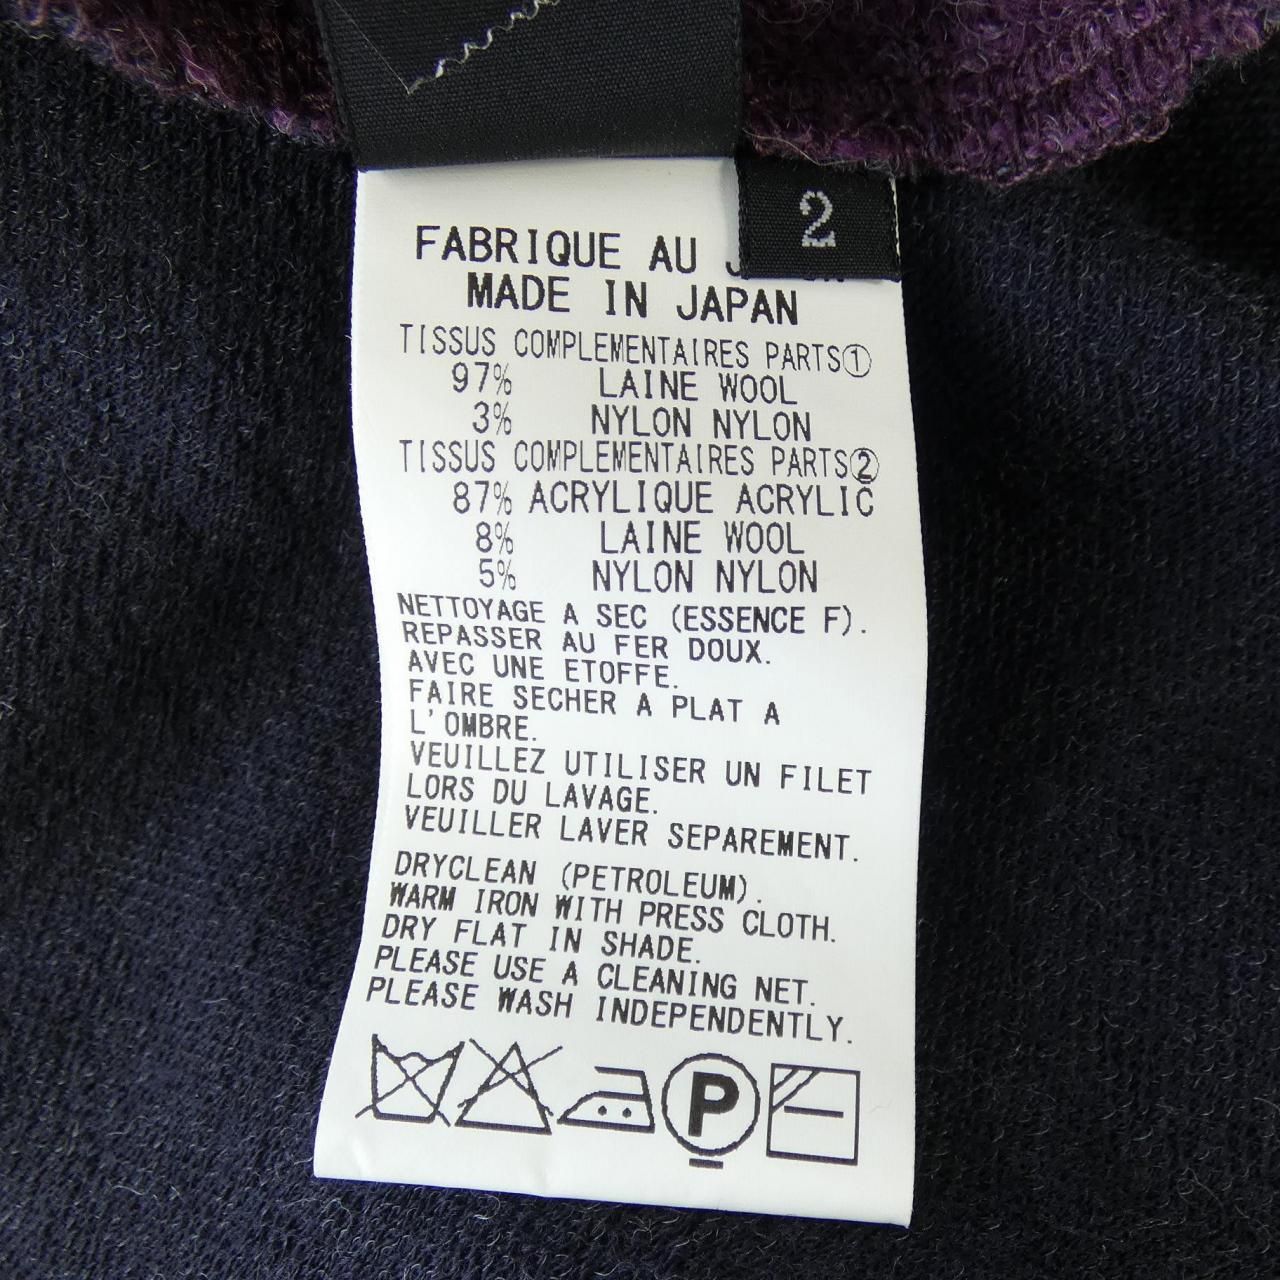 2
FABRIQUE AU
MADE IN JAPAN
TISSUS COMPLEMENTAIRES PARTS①
97% LAINE WOOL
3% NYLON NYLON
TISSUS COMPLEMENTAIRES PARTS②
87% ACRYLIQUE ACRYLIC
8% LAINE WOOL
5% NYLON NYLON
NETTOYAGE A SEC (ESSENCE F).
REPASSER AU FER DOUX.
AVEC UNE ETOFFE.
FAIRE SECHER A PLAT A
L'OMBRE.
VEUILLEZ UTILISER UN FILET
LORS DU LAVAGE.
VEUILLER LAVER SEPAREMENT.
DRYCLEAN (PETROLEUM).
WARM IRON WITH PRESS CLOTH.
DRY FLAT IN SHADE.
PLEASE USE A CLEANING NET.
PLEASE WASH INDEPENDENTLY.
P